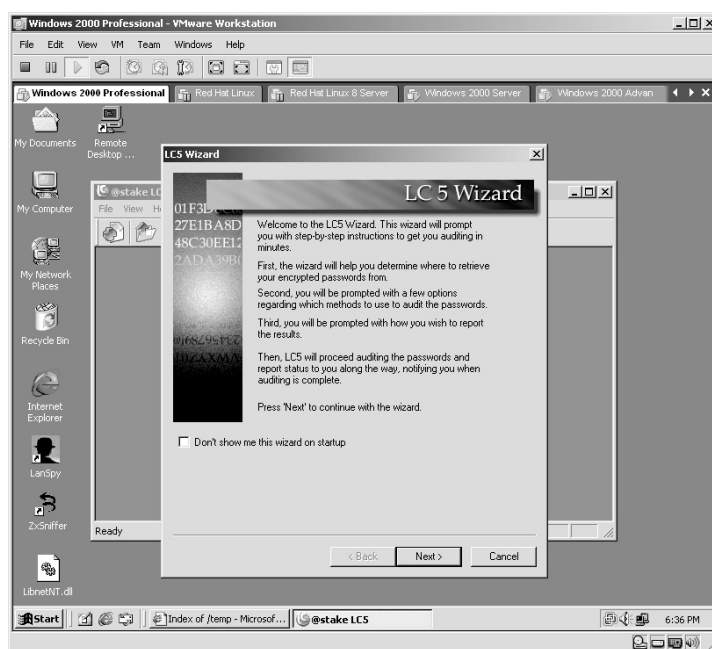 Windows 2000 Professional - VMware Workstation
File Edit View VM Team Windows Help
Windows 2000 Professional Red Hat Linux Red Hat Linux 8 Server Windows 2000 Server Windows 2000 Advan
My Documents
Remote
Desktop ...
My Computer
My Network
Places
Recycle Bin
Internet
Explorer
LanSpy
ZxSniffer
LibnetNT.dll
@stake LC
File View H
Ready
LC5 Wizard
LC 5 Wizard
27E1BA8D
48C30EE12
2ADA39B
Welcome to the LC5 Wizard. This wizard will prompt
you with step-by-step instructions to get you auditing in
minutes.
First, the wizard will help you determine where to retrieve
your encrypted passwords from.
Second, you will be prompted with a few options
regarding which methods to use to audit the passwords.
Third, you will be prompted with how you wish to report
the results.
Then, LC5 will proceed auditing the passwords and
report status to you along the way, notifying you when
auditing is complete.
Press 'Next' to continue with the wizard.
Don't show me this wizard on startup
< Back Next > Cancel
Start Index of /temp - Microsof... @stake LC5 6:36 PM